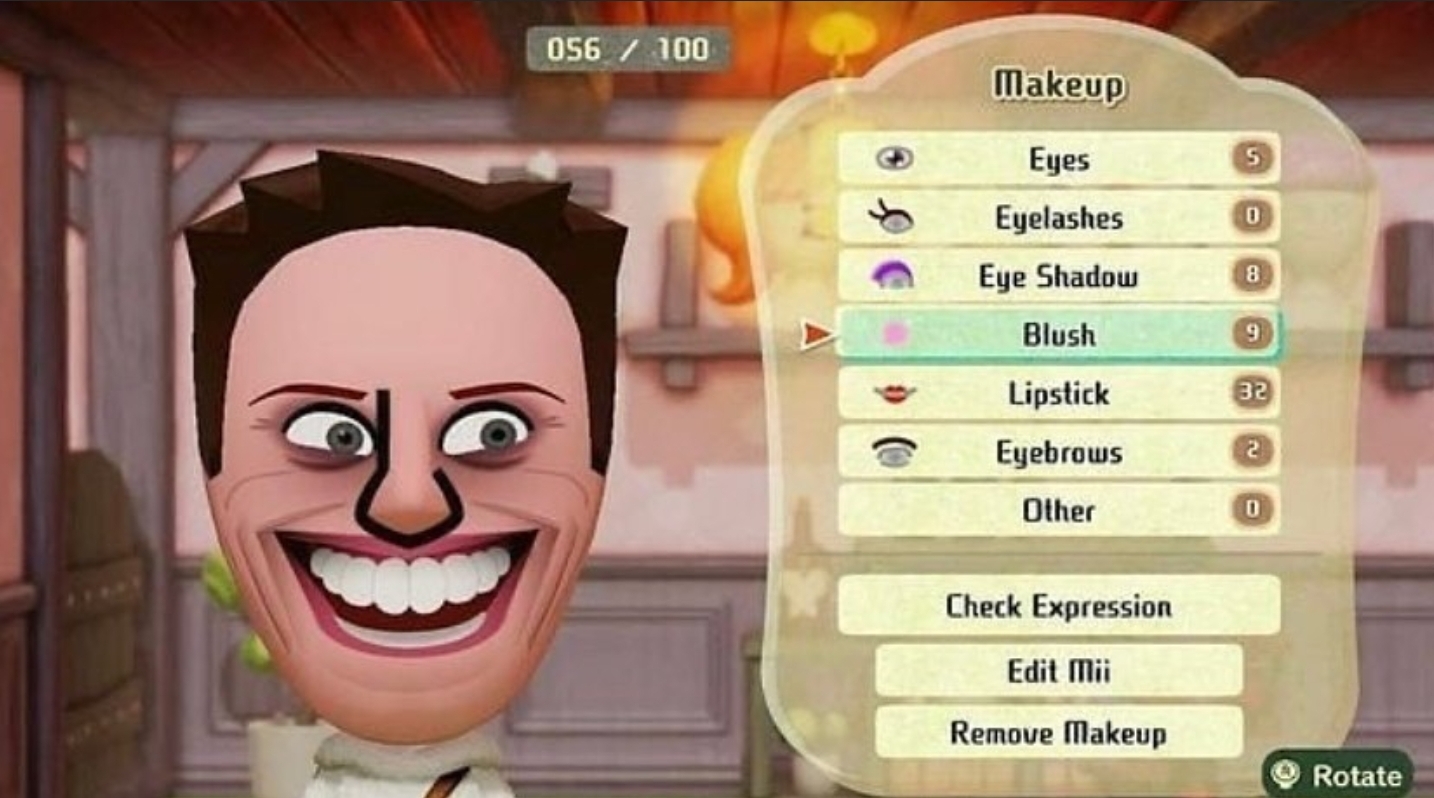 056 / 100
Makeup
Eyes 5
Eyelashes 0
Eye Shadow 8
Blush 9
Lipstick 32
Eyebrows 2
Other 0
Check Expression
Edit Mii
Remove Makeup
Rotate